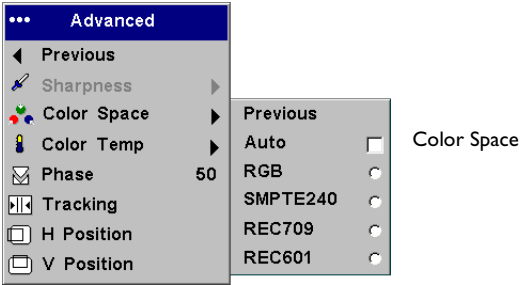 ••• Advanced
Previous
Sharpness
Color Space
Color Temp
Phase 50
Tracking
H Position
V Position
Previous
Auto
RGB
SMPTE240
REC709
REC601
Color Space